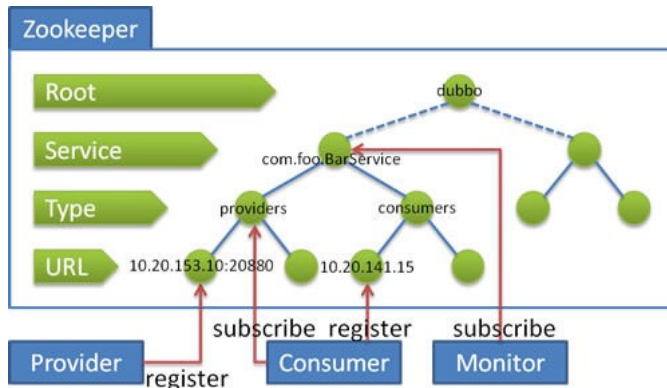 Zookeeper
Root
dubbo
Service
com.foo.BarService
Type
providers
consumers
URL
10.20.153.10:20880
10.20.141.15
subscribe
register
subscribe
Provider
Consumer
Monitor
register